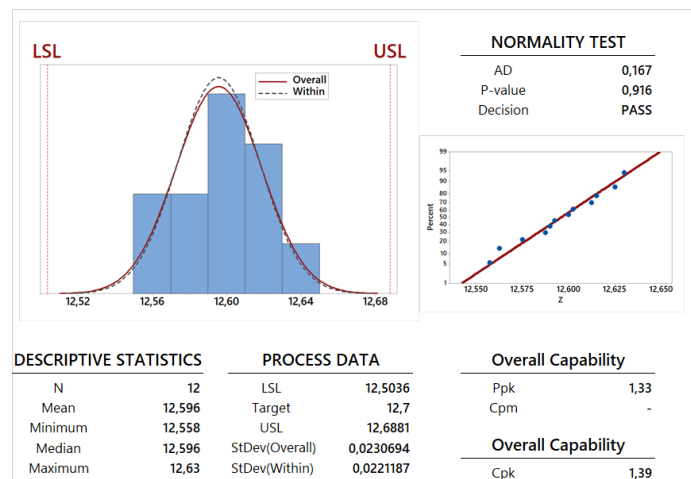 LSL USL
Overall
Within
12,52 12,56 12,60 12,64 12,68
NORMALITY TEST
AD 0,167
P-value 0,916
Decision PASS
99
95
90
80
70
60
50
40
30
20
10
5
1
Percent
12,550 12,575 12,600 12,625 12,650
Z
DESCRIPTIVE STATISTICS
N 12
Mean 12,596
Minimum 12,558
Median 12,596
Maximum 12,63
PROCESS DATA
LSL 12,5036
Target 12,7
USL 12,6881
StDev(Overall) 0,0230694
StDev(Within) 0,0221187
Overall Capability
Ppk 1,33
Cpm -
Overall Capability
Cpk 1,39